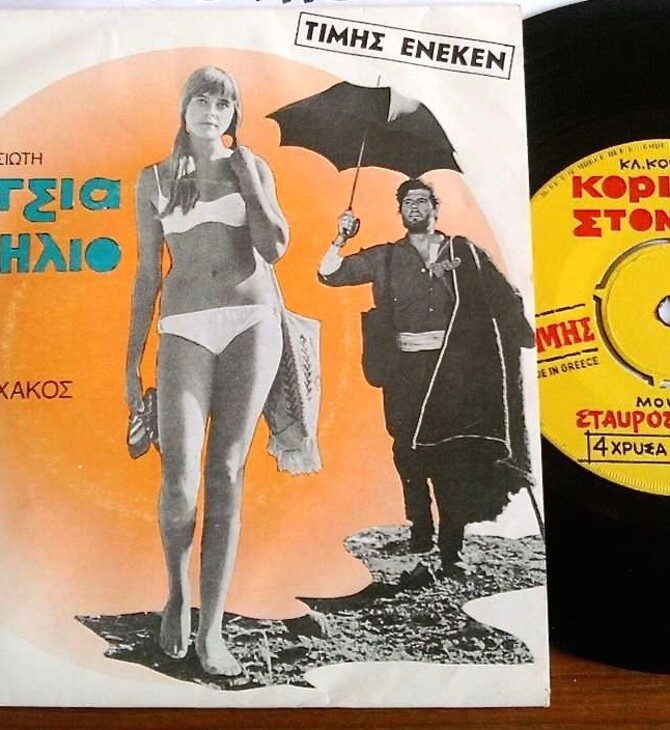 ΤΙΜΗΣ ΕΝΕΚΕΝ
ΣΙΩΤΗ
ΤΣΙΑ
ΗΛΙΟ
ΧΑΚΟΣ
ΚΛ.ΚΟ
ΚΟΡΙ
ΣΤΟΝ
ΜΗΣ
DE IN GREECE
ΜΟΥ
ΣΤΑΥΡΟΣ
4 ΧΡΥΣΑ